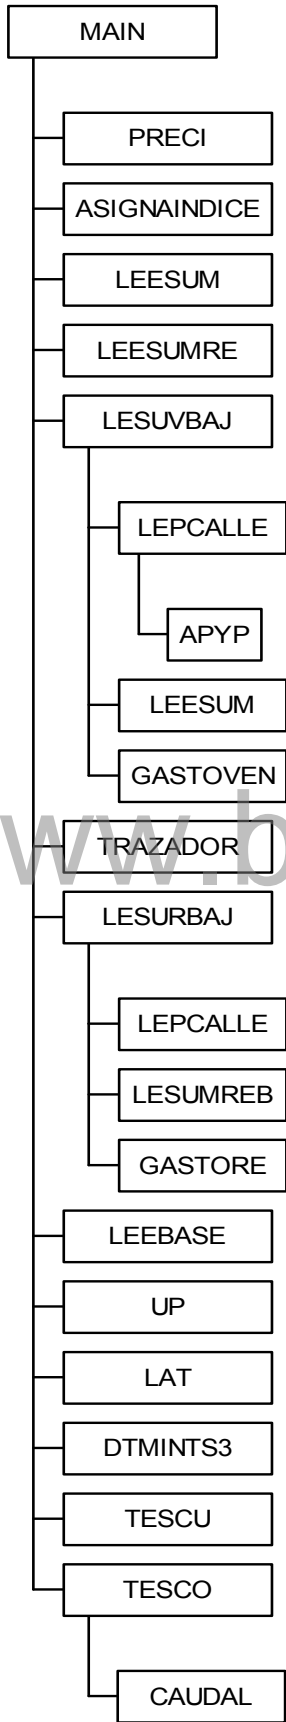 MAIN
PRECI
ASIGNAINDICE
LEESUM
LEESUMRE
LESUVBAJ
LEPCALLE
APYP
LEESUM
GASTOVEN
ww.b
TRAZADOR
LESURBAJ
LEPCALLE
LESUMREB
GASTORE
LEEBASE
UP
LAT
DTMINTS3
TESCU
TESCO
CAUDAL